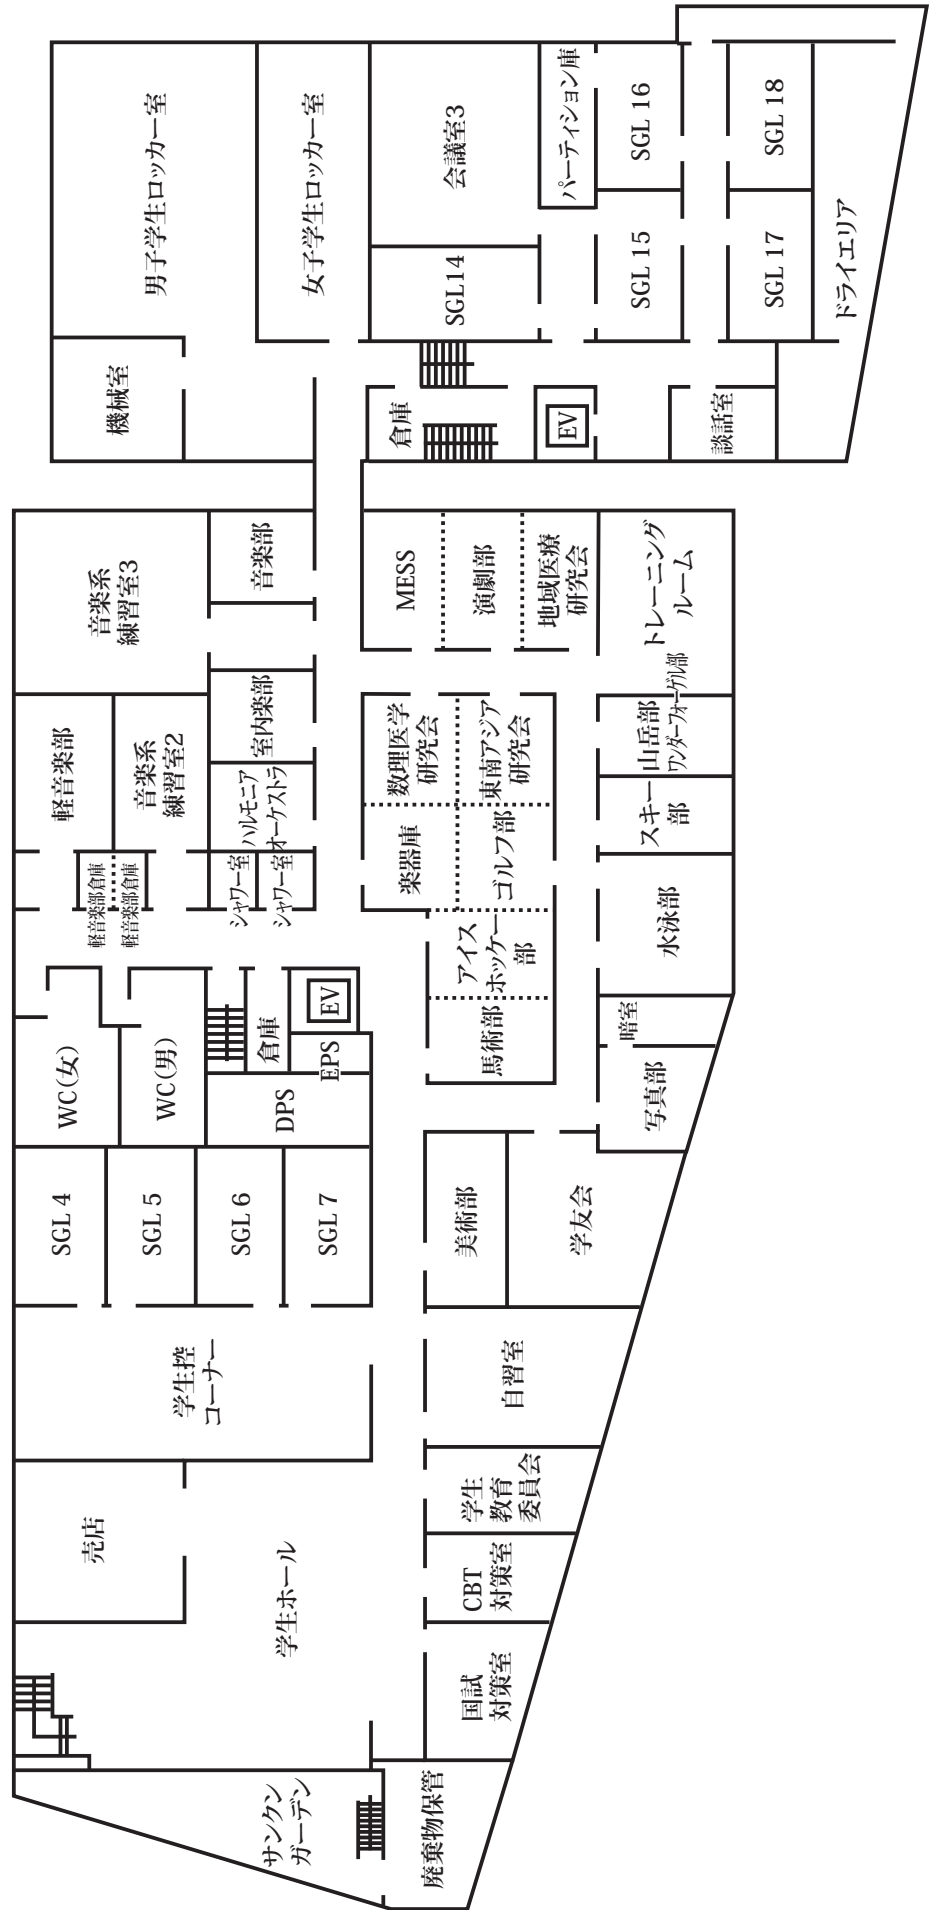 男子学生ロッカー室
女子学生ロッカー室
会議室3
パーティション庫
SGL 16
SGL 18
SGL14
SGL 15
SGL 17
ドライエリア
機械室
倉庫
EV
談話室
音楽系
練習室3
音楽部
MESS
演劇部
地域医療
研究会
トレーニング
ルーム
軽音楽部
音楽系
練習室2
室内楽部
ハルモニア
オーケストラ
数理医学
研究会
東南アジア
研究会
山岳部
ワンダーフォーゲル部
スキー
部
軽音楽部倉庫
軽音楽部倉庫
シャワー室
シャワー室
楽器庫
ゴルフ部
アイス
ホッケー
部
水泳部
馬術部
暗室
写真部
WC(女)
WC(男)
倉庫
EV
EPS
DPS
SGL 4
SGL 5
SGL 6
SGL 7
美術部
学友会
学生控
コーナー
自習室
売店
学生ホール
学生
教育
委員会
CBT
対策室
国試
対策室
サンクン
ガーデン
廃棄物保管